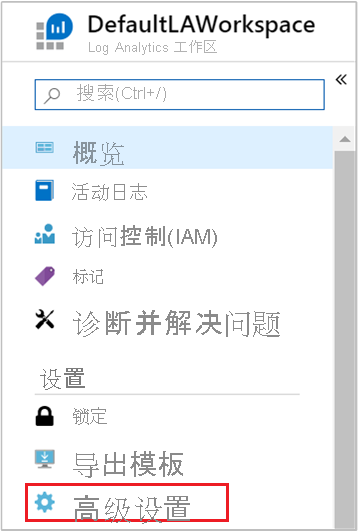 DefaultLAWorkspace
Log Analytics 工作区
搜索(Ctrl+/)
概览
活动日志
访问控制(IAM)
标记
诊断并解决问题
设置
锁定
导出模板
高级设置